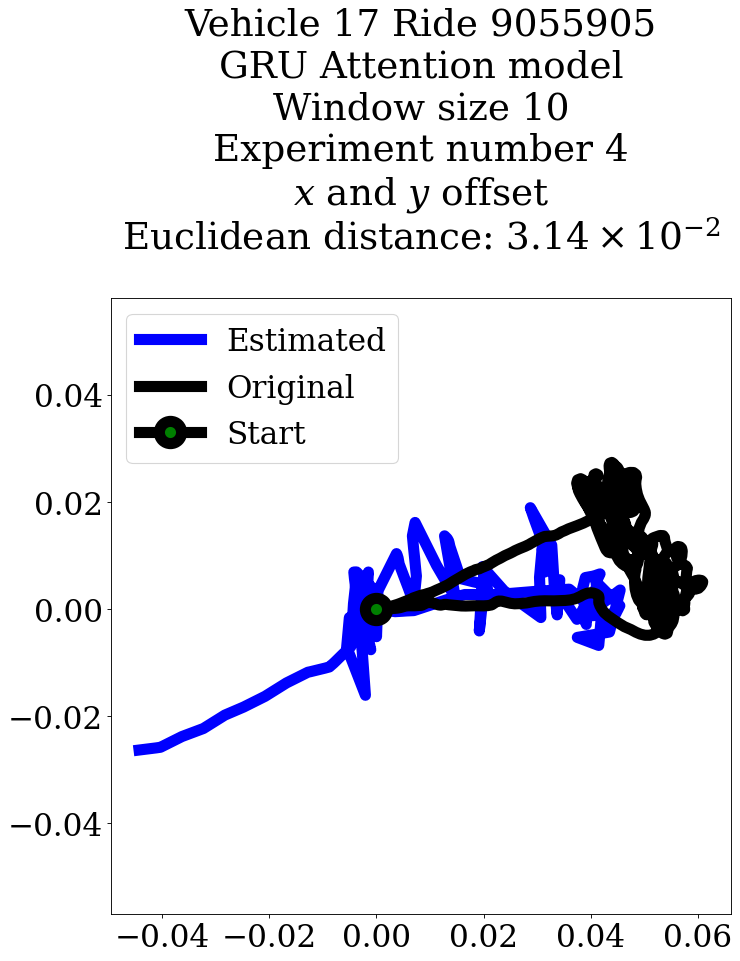 Vehicle 17 Ride 9055905
GRU Attention model
Window size 10
Experiment number 4
x and y offset
Euclidean distance: 3.14 × 10⁻²
Estimated
Original
Start
0.04
0.02
0.00
−0.02
−0.04
−0.04 −0.02 0.00 0.02 0.04 0.06